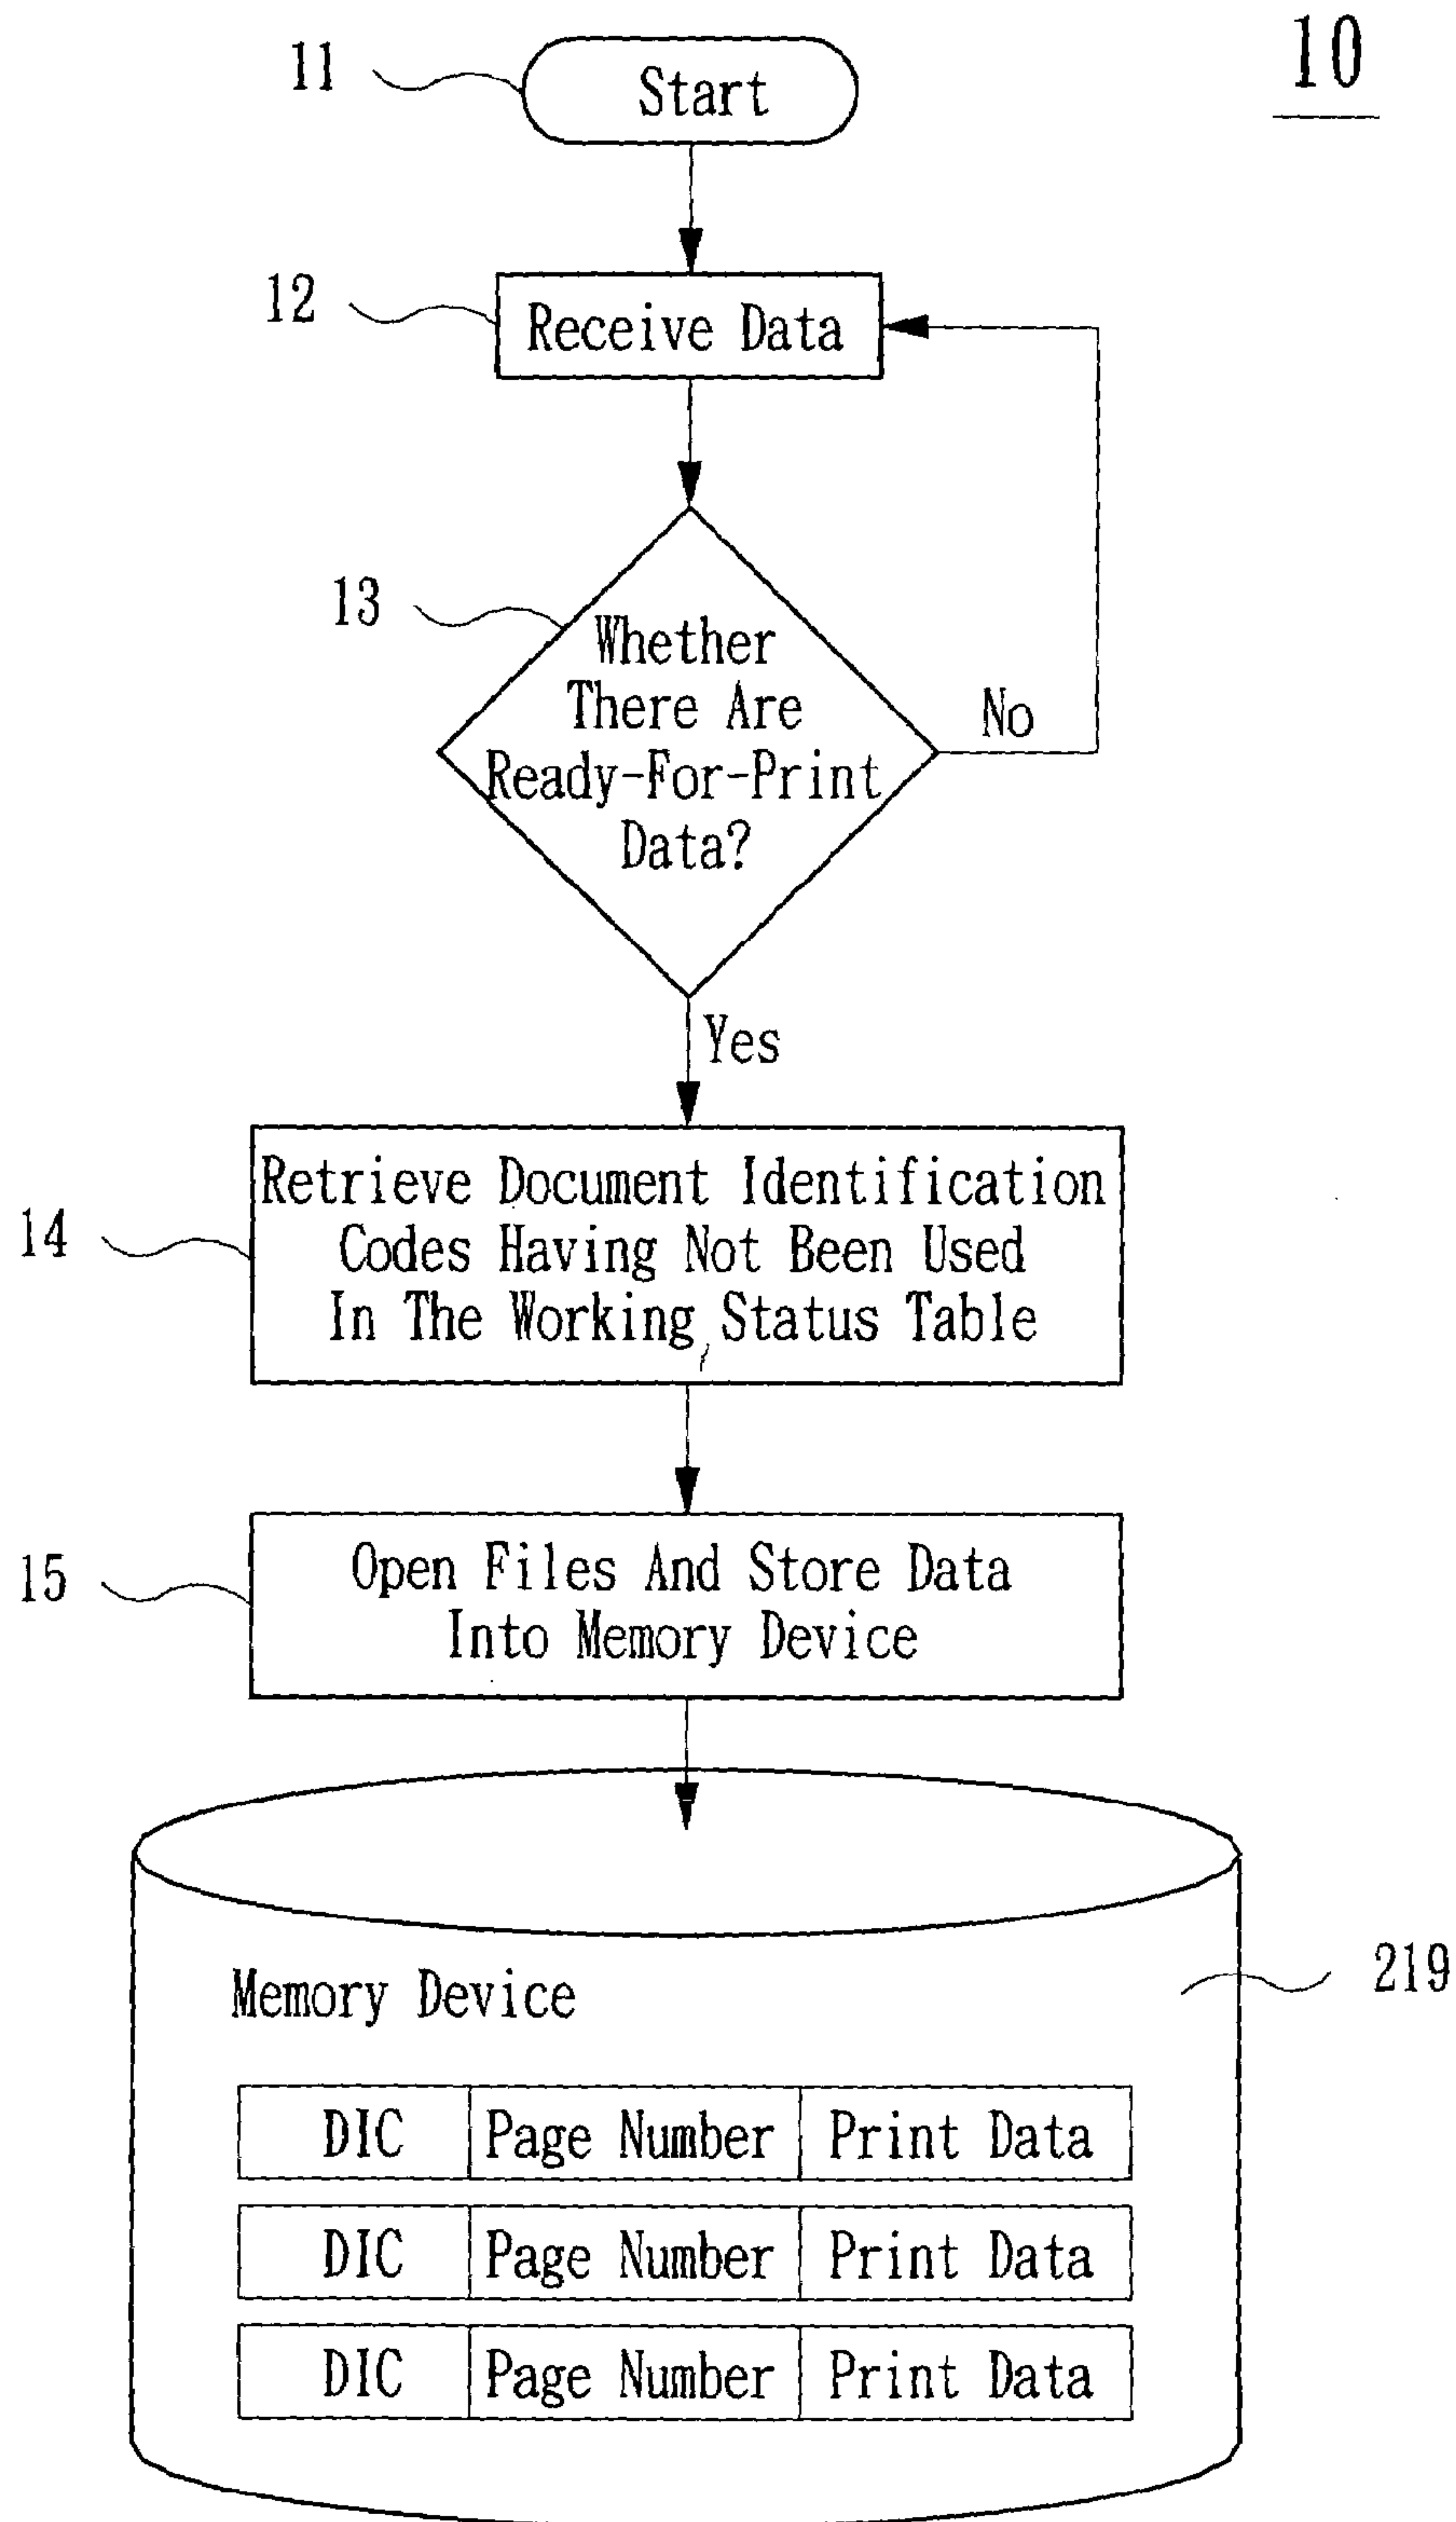 10
11
Start
12
Receive Data
13
Whether
There Are
Ready-For-Print
Data?
No
Yes
14
Retrieve Document Identification
Codes Having Not Been Used
In The Working Status Table
15
Open Files And Store Data
Into Memory Device
Memory Device
219
DIC Page Number Print Data
DIC Page Number Print Data
DIC Page Number Print Data